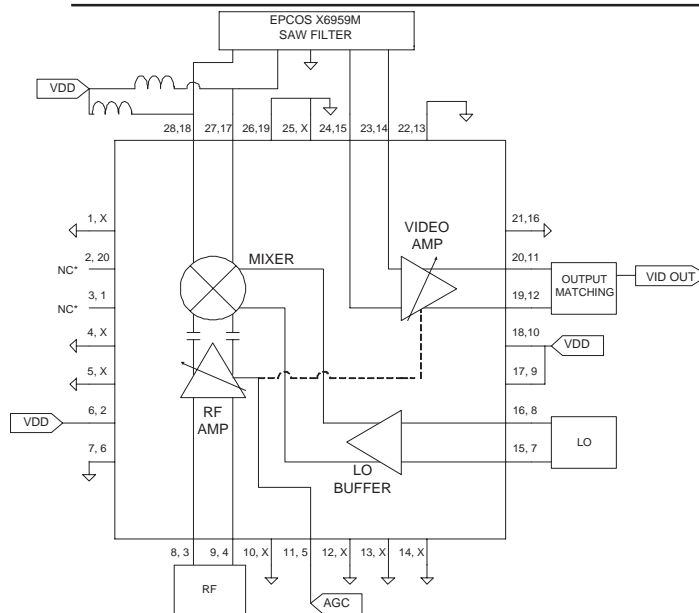 EPCOS X6959M
SAW FILTER
VDD
28,18
27,17
26,19
25, X
24,15
23,14
22,13
1, X
21,16
VIDEO
AMP
2, 20
NC*
MIXER
20,11
OUTPUT
MATCHING
VID OUT
3, 1
NC*
19,12
4, X
18,10
VDD
5, X
17, 9
RF
AMP
6, 2
VDD
16, 8
LO
7, 6
15, 7
LO
BUFFER
8, 3
9, 4
10, X
11, 5
12, X
13, X
14, X
RF
AGC